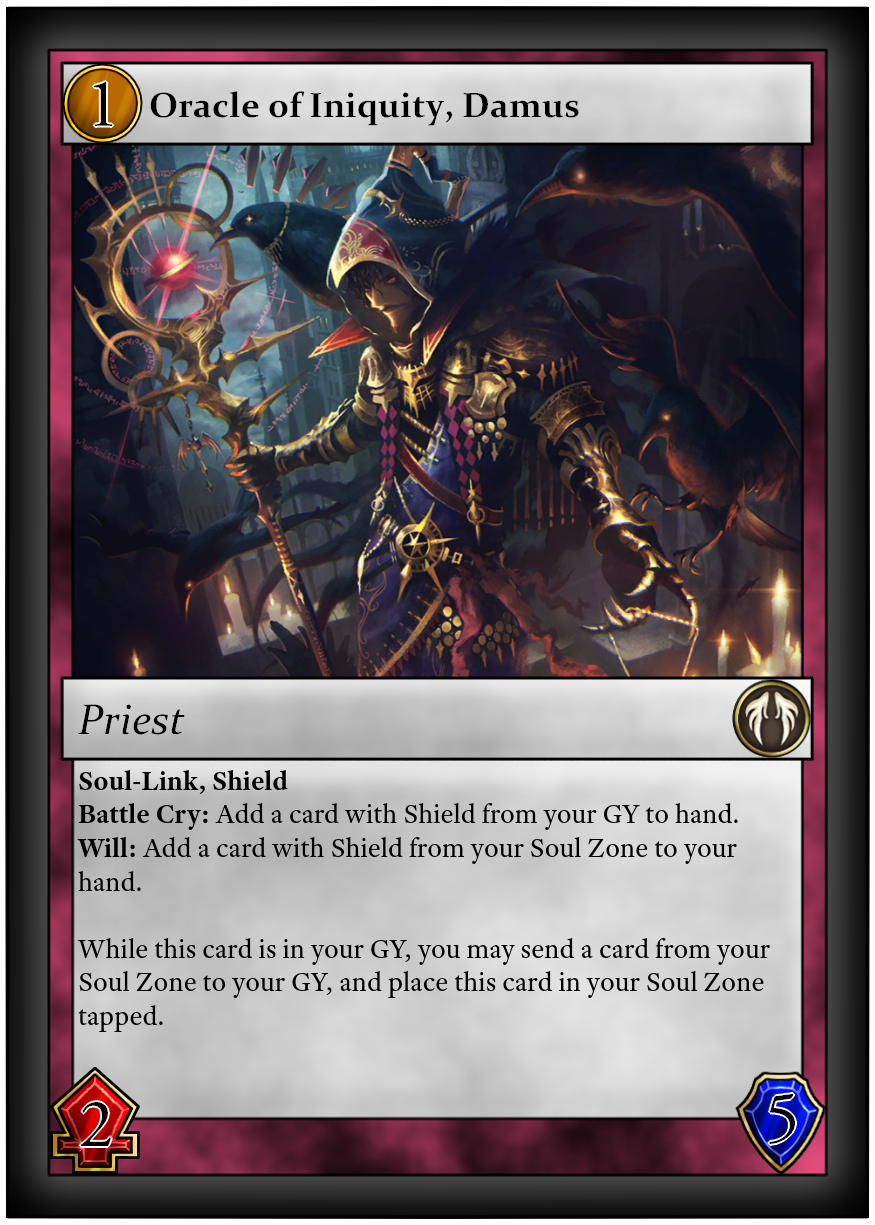 1
Oracle of Iniquity, Damus
Priest
Soul-Link, Shield
Battle Cry: Add a card with Shield from your GY to hand.
Will: Add a card with Shield from your Soul Zone to your
hand.
While this card is in your GY, you may send a card from your
Soul Zone to your GY, and place this card in your Soul Zone
tapped.
2
5